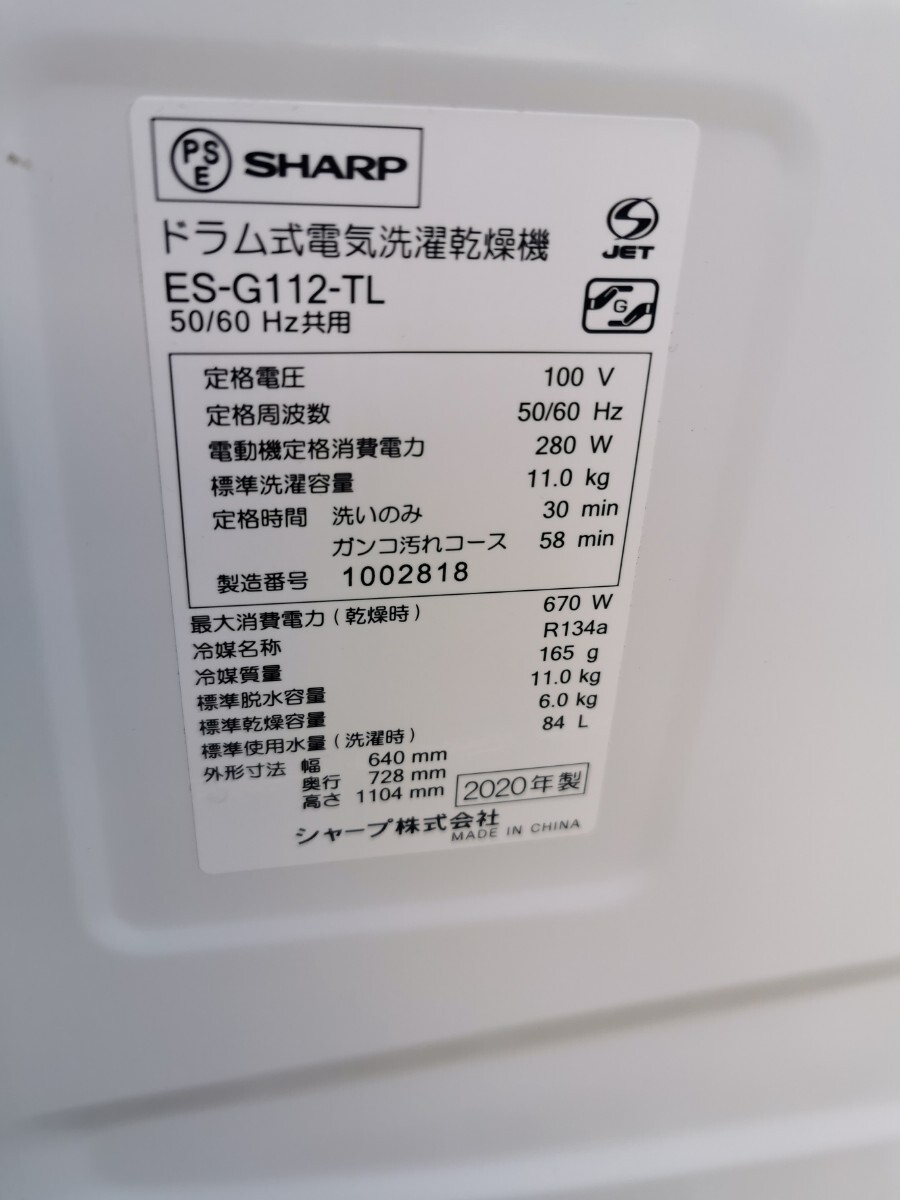 PSE SHARP
JET
ドラム式電気洗濯乾燥機
ES-G112-TL
G
50/60 Hz共用
定格電圧 100 V
定格周波数 50/60 Hz
電動機定格消費電力 280 W
標準洗濯容量 11.0 kg
定格時間 洗いのみ 30 min
ガンコ汚れコース 58 min
製造番号 1002818
最大消費電力(乾燥時) 670 W
冷媒名称 R134a
冷媒質量 165 g
標準脱水容量 11.0 kg
標準乾燥容量 6.0 kg
標準使用水量(洗濯時) 84 L
外形寸法 幅 640 mm
奥行 728 mm
高さ 1104 mm 2020年製
シャープ株式会社
MADE IN CHINA